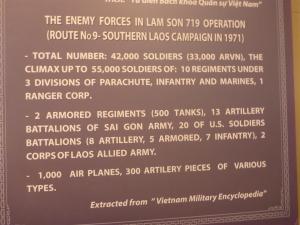 Từ điển Bách khoa Quân sự Việt Nam"
THE ENEMY FORCES IN LAM SON 719 OPERATION
(ROUTE No9- SOUTHERN LAOS CAMPAIGN IN 1971)
- TOTAL NUMBER: 42,000 SOLDIERS (33,000 ARVN), THE
CLIMAX UP TO 55,000 SOLDIERS OF: 10 REGIMENTS UNDER
3 DIVISIONS OF PARACHUTE, INFANTRY AND MARINES, 1
RANGER CORP.
- 2 ARMORED REGIMENTS (500 TANKS), 13 ARTILLERY
BATTALIONS OF SAI GON ARMY, 20 OF U.S. SOLDIERS
BATTALIONS (8 ARTILLERY, 5 ARMORED, 7 INFANTRY), 2
CORPS OF LAOS ALLIED ARMY.
- 1,000 AIR PLANES, 300 ARTILERY PIECES OF VARIOUS
TYPES.
Extracted from " Vietnam Military Encyclopedia"